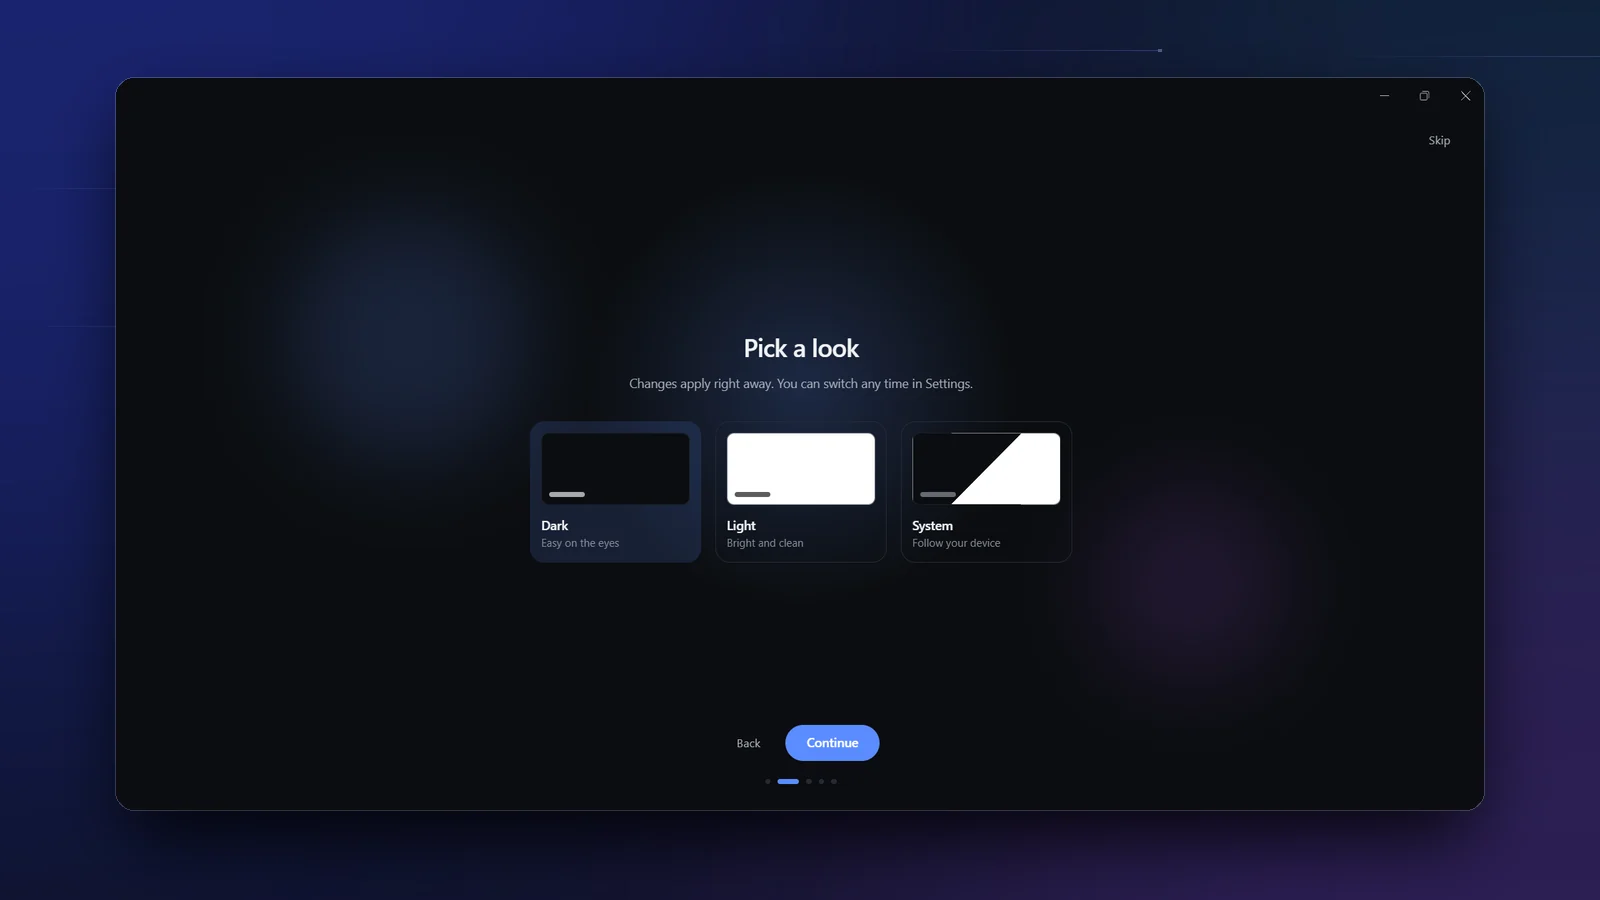 Skip
Pick a look
Changes apply right away. You can switch any time in Settings.
Dark
Easy on the eyes
Light
Bright and clean
System
Follow your device
Back
Continue